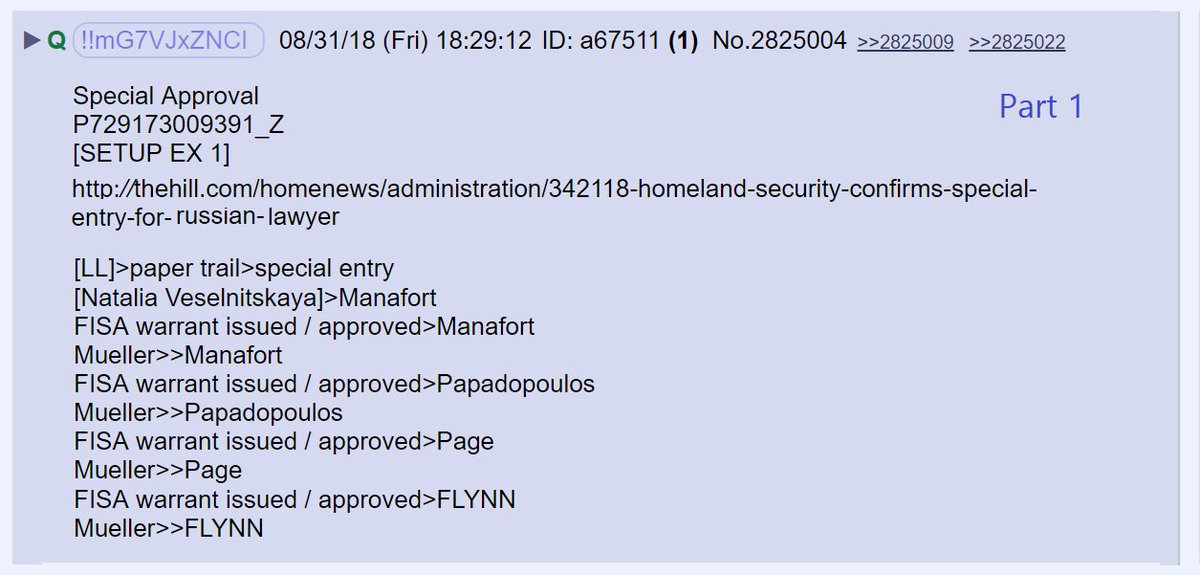 ▶ Q !!mG7VJxZNCI 08/31/18 (Fri) 18:29:12 ID: a67511 (1) No.2825004 >>2825009 >>2825022
Part 1
Special Approval
P729173009391_Z
[SETUP EX 1]
http://thehill.com/homenews/administration/342118-homeland-security-confirms-special-
entry-for-russian-lawyer
[LL]>paper trail>special entry
[Natalia Veselnitskaya]>Manafort
FISA warrant issued / approved>Manafort
Mueller>>Manafort
FISA warrant issued / approved>Papadopoulos
Mueller>>Papadopoulos
FISA warrant issued / approved>Page
Mueller>>Page
FISA warrant issued / approved>FLYNN
Mueller>>FLYNN